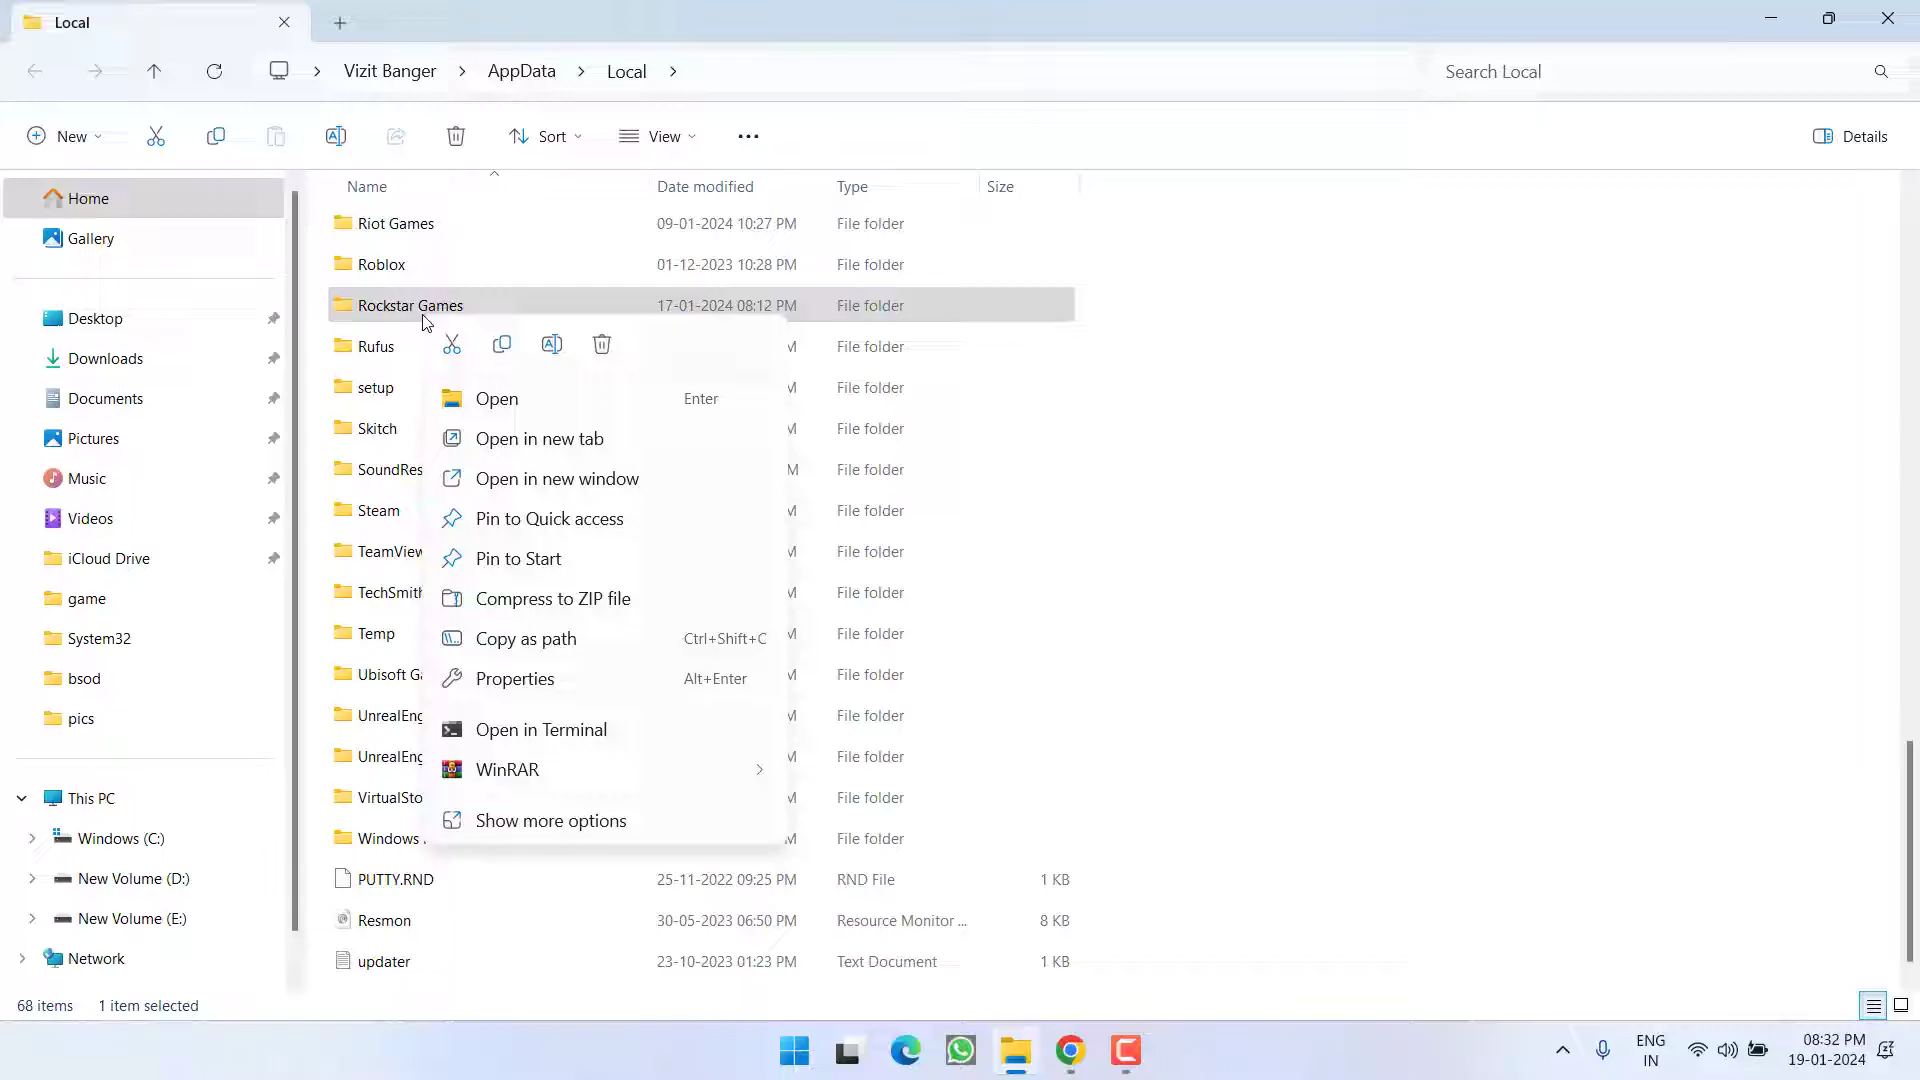 Local
Vizit Banger
AppData
Local
Search Local
New
Sort
View
Details
Home
Gallery
Desktop
Downloads
Documents
Pictures
Music
Videos
iCloud Drive
game
System32
bsod
pics
This PC
Windows (C:)
New Volume (D:)
New Volume (E:)
Network
Name Date modified Type Size
Riot Games 09-01-2024 10:27 PM File folder
Roblox 01-12-2023 10:28 PM File folder
Rockstar Games 17-01-2024 08:12 PM File folder
Rufus M File folder
setup M File folder
Skitch M File folder
SoundRes M File folder
Steam M File folder
TeamView M File folder
TechSmith M File folder
Temp M File folder
Ubisoft Ga M File folder
UnrealEng M File folder
UnrealEng M File folder
VirtualSto M File folder
Windows M File folder
PUTTY.RND 25-11-2022 09:25 PM RND File 1 KB
Resmon 30-05-2023 06:50 PM Resource Monitor ... 8 KB
updater 23-10-2023 01:23 PM Text Document 1 KB
Open Enter
Open in new tab
Open in new window
Pin to Quick access
Pin to Start
Compress to ZIP file
Copy as path Ctrl+Shift+C
Properties Alt+Enter
Open in Terminal
WinRAR
Show more options
68 items 1 item selected
ENG
IN
08:32 PM
19-01-2024